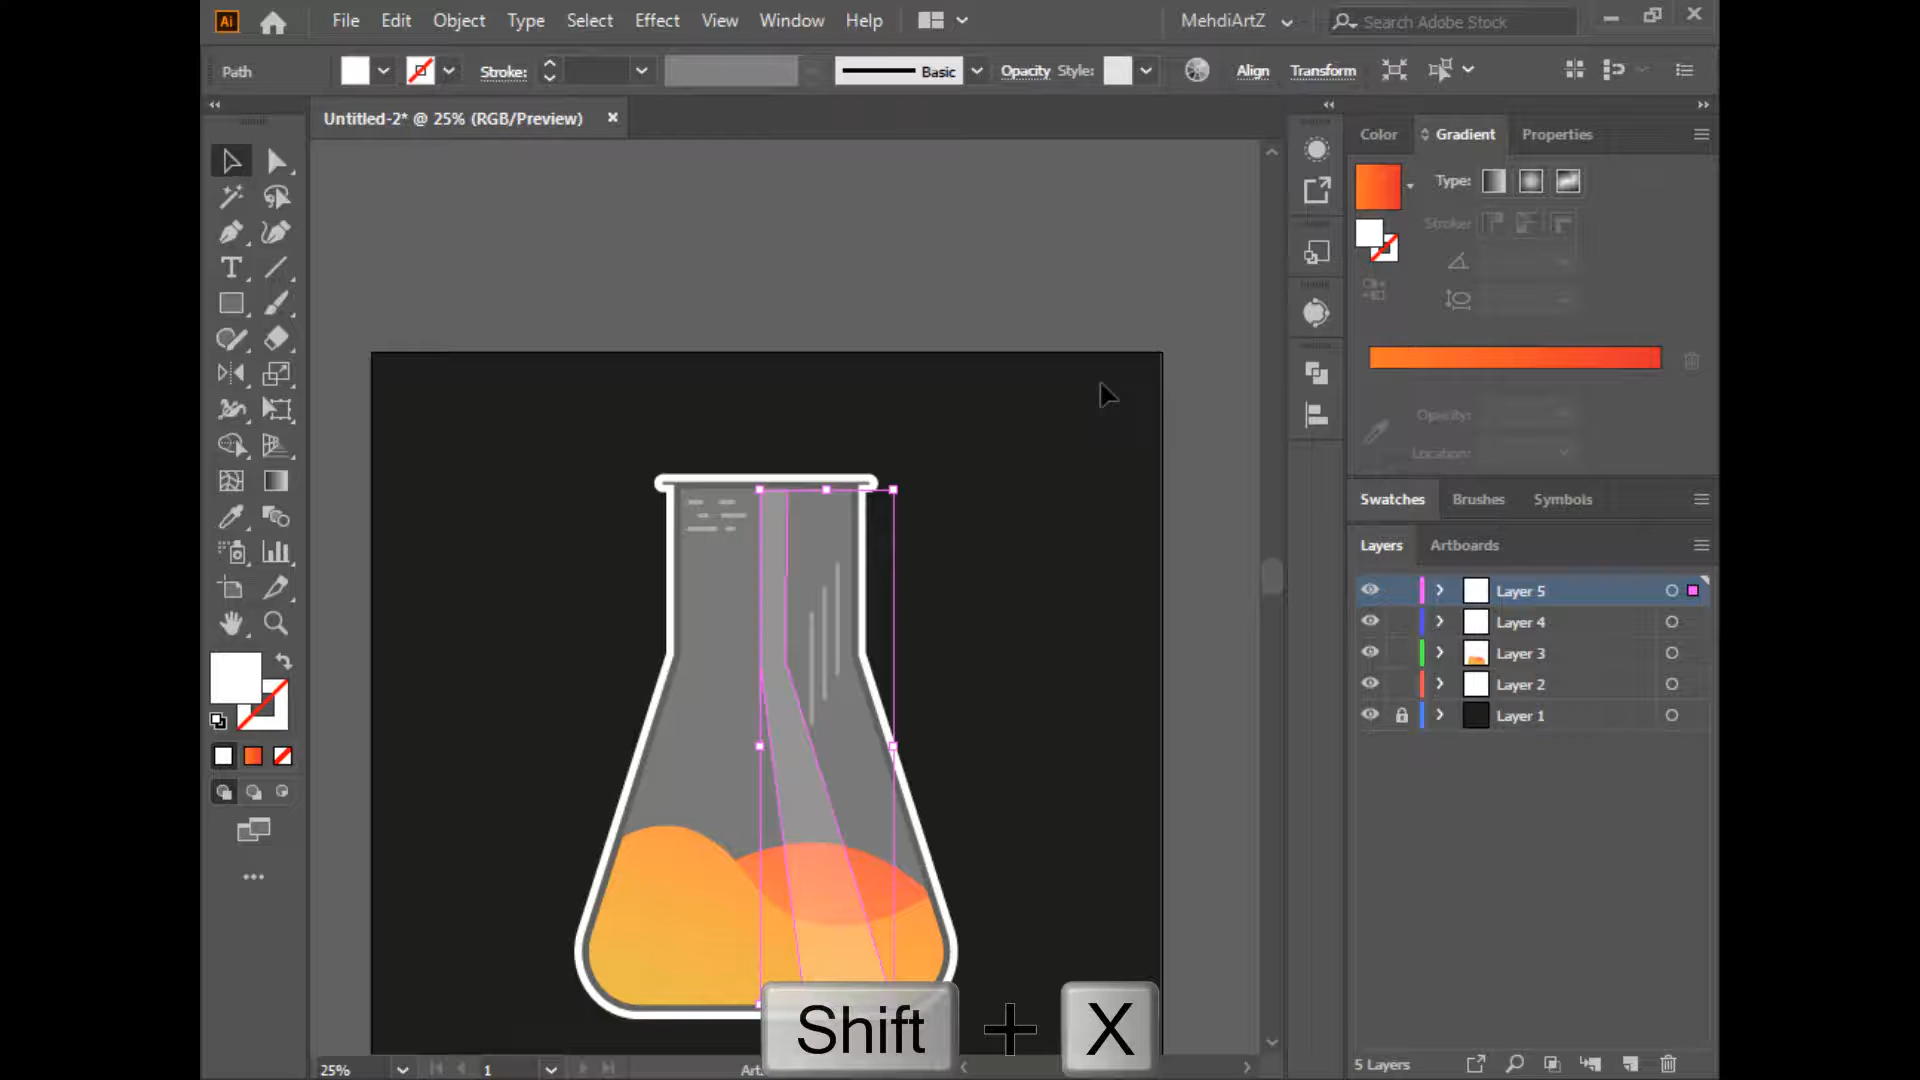 Ai File Edit Object Type Select Effect View Window Help MehdiArtZ Search Adobe Stock
Path Stroke: Basic Opacity Style: Align Transform
Untitled-2* @ 25% (RGB/Preview) ×
Color Gradient Properties
Type:
Stroke:
Opacity:
Location:
Swatches Brushes Symbols
Layers Artboards
Layer 5
Layer 4
Layer 3
Layer 2
Layer 1
Shift + X
25% 1
5 Layers